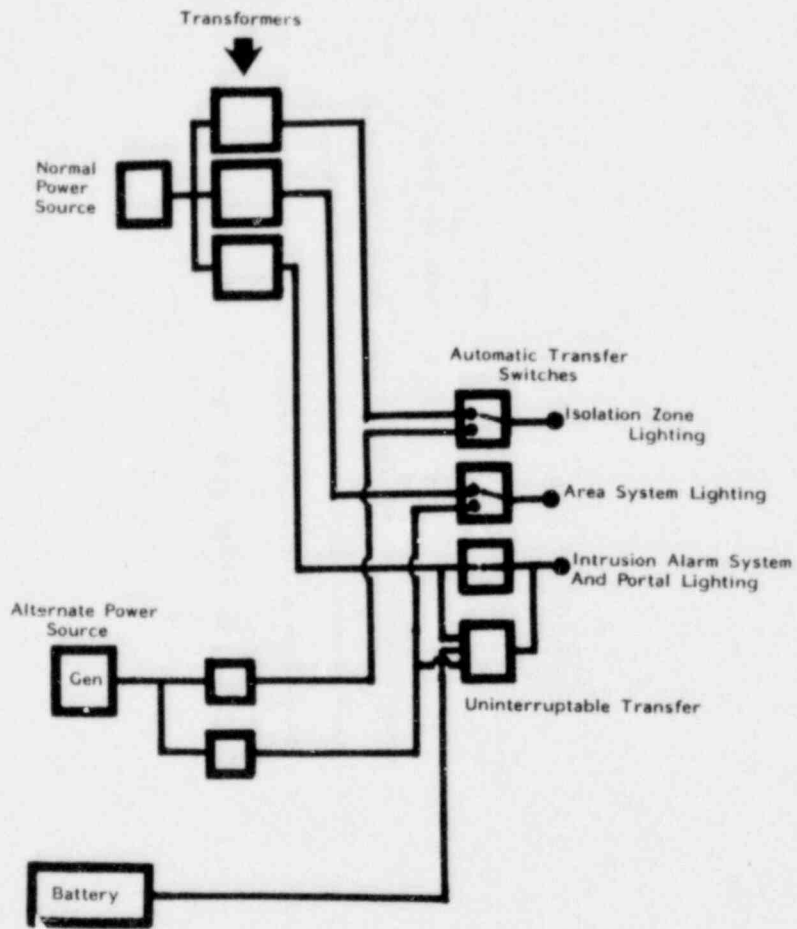 Transformers
Normal
Power
Source
Automatic Transfer
Switches
Isolation Zone
Lighting
Area System Lighting
Intrusion Alarm System
And Portal Lighting
Alternate Power
Source
Gen
Uninterruptable Transfer
Battery